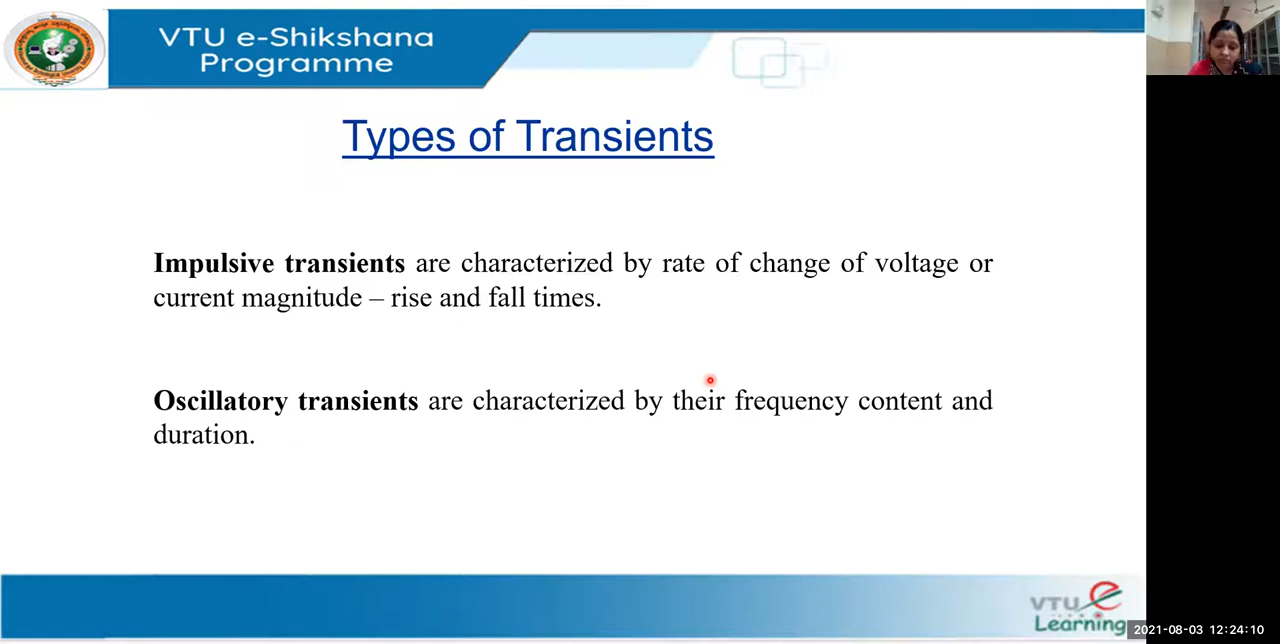 VTU e-Shikshana
Programme
Types of Transients
Impulsive transients are characterized by rate of change of voltage or
current magnitude – rise and fall times.
Oscillatory transients are characterized by their frequency content and
duration.
VTU e
Learning
2021-08-03 12:24:10